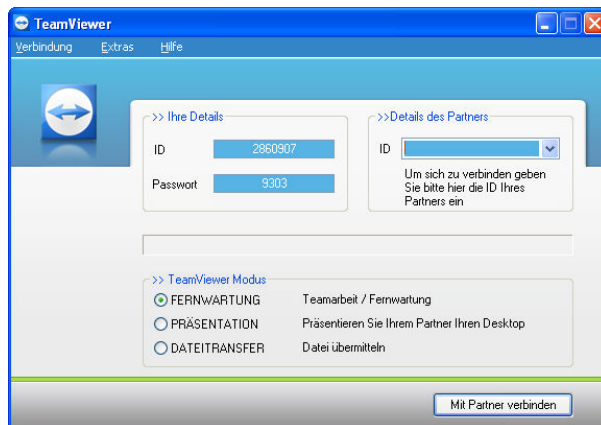 TeamViewer
Verbindung Extras Hilfe
>> Ihre Details
ID 2860907
Passwort 9303
>>Details des Partners
ID
Um sich zu verbinden geben
Sie bitte hier die ID Ihres
Partners ein
>> TeamViewer Modus
FERNWARTUNG Teamarbeit / Fernwartung
PRÄSENTATION Präsentieren Sie Ihrem Partner Ihren Desktop
DATEITRANSFER Datei übermitteln
Mit Partner verbinden